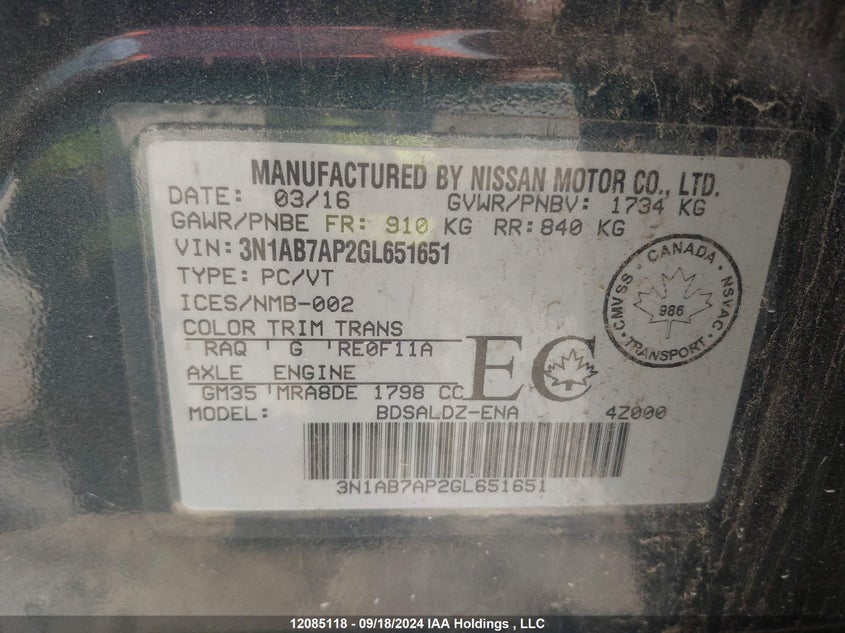 MANUFACTURED BY NISSAN MOTOR CO., LTD.
DATE: 03/16 GVWR/PNBV: 1734 KG
GAWR/PNBE FR: 910 KG RR:840 KG
VIN: 3N1AB7AP2GL651651
TYPE: PC/VT
ICES/NMB-002
COLOR TRIM TRANS
RAQ G RE0F11A
AXLE ENGINE
GM35 MRA8DE 1798 CC
EC
CANADA
CMVSS 986 NSVAC
TRANSPORT
MODEL: BDSALDZ-ENA 4Z000
3N1AB7AP2GL651651
12085118 - 09/18/2024 IAA Holdings , LLC